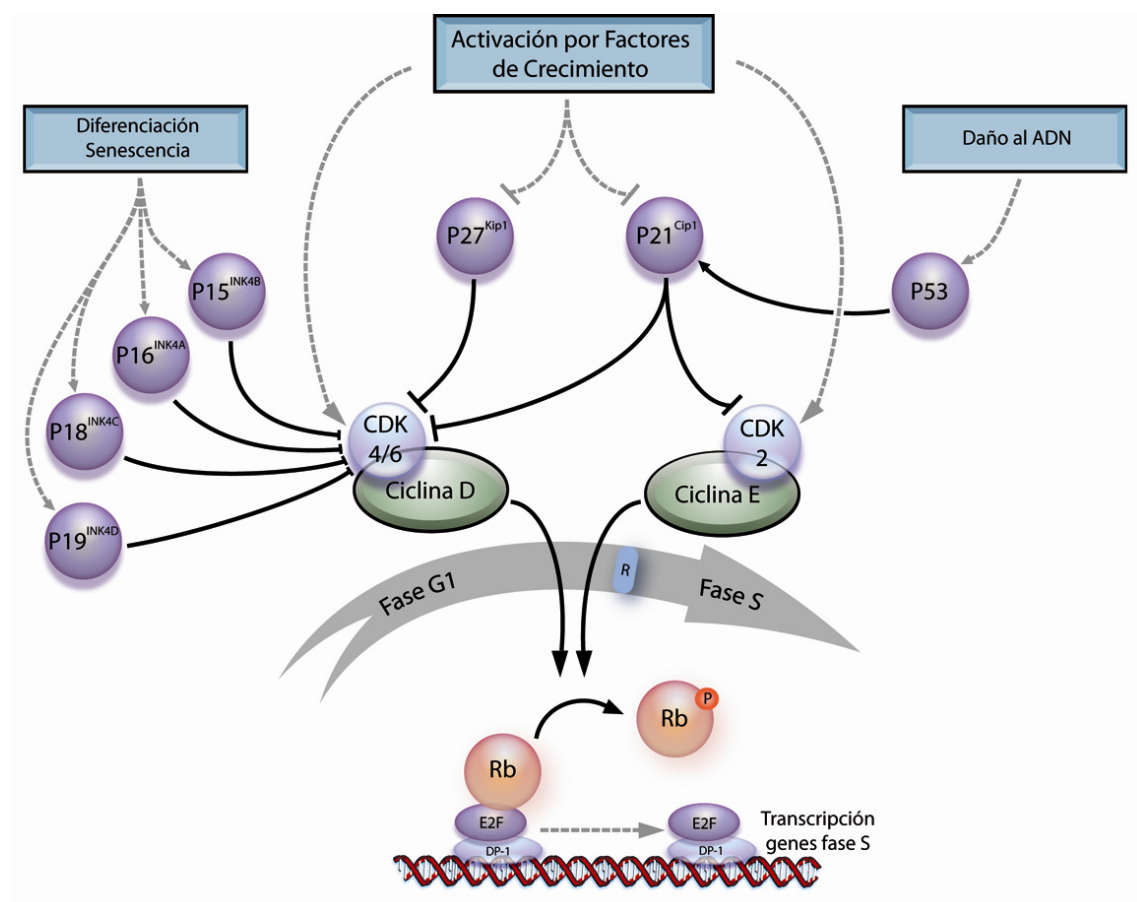 Activación por Factores
de Crecimiento
Diferenciación
Senescencia
Daño al ADN
P27Kip1
P21Cip1
P53
P15INK4B
P16INK4A
P18INK4C
P19INK4D
CDK
4/6
Ciclina D
CDK
2
Ciclina E
Fase G1
R
Fase S
Rb
P
Rb
E2F
DP-1
E2F
DP-1
Transcripción
genes fase S